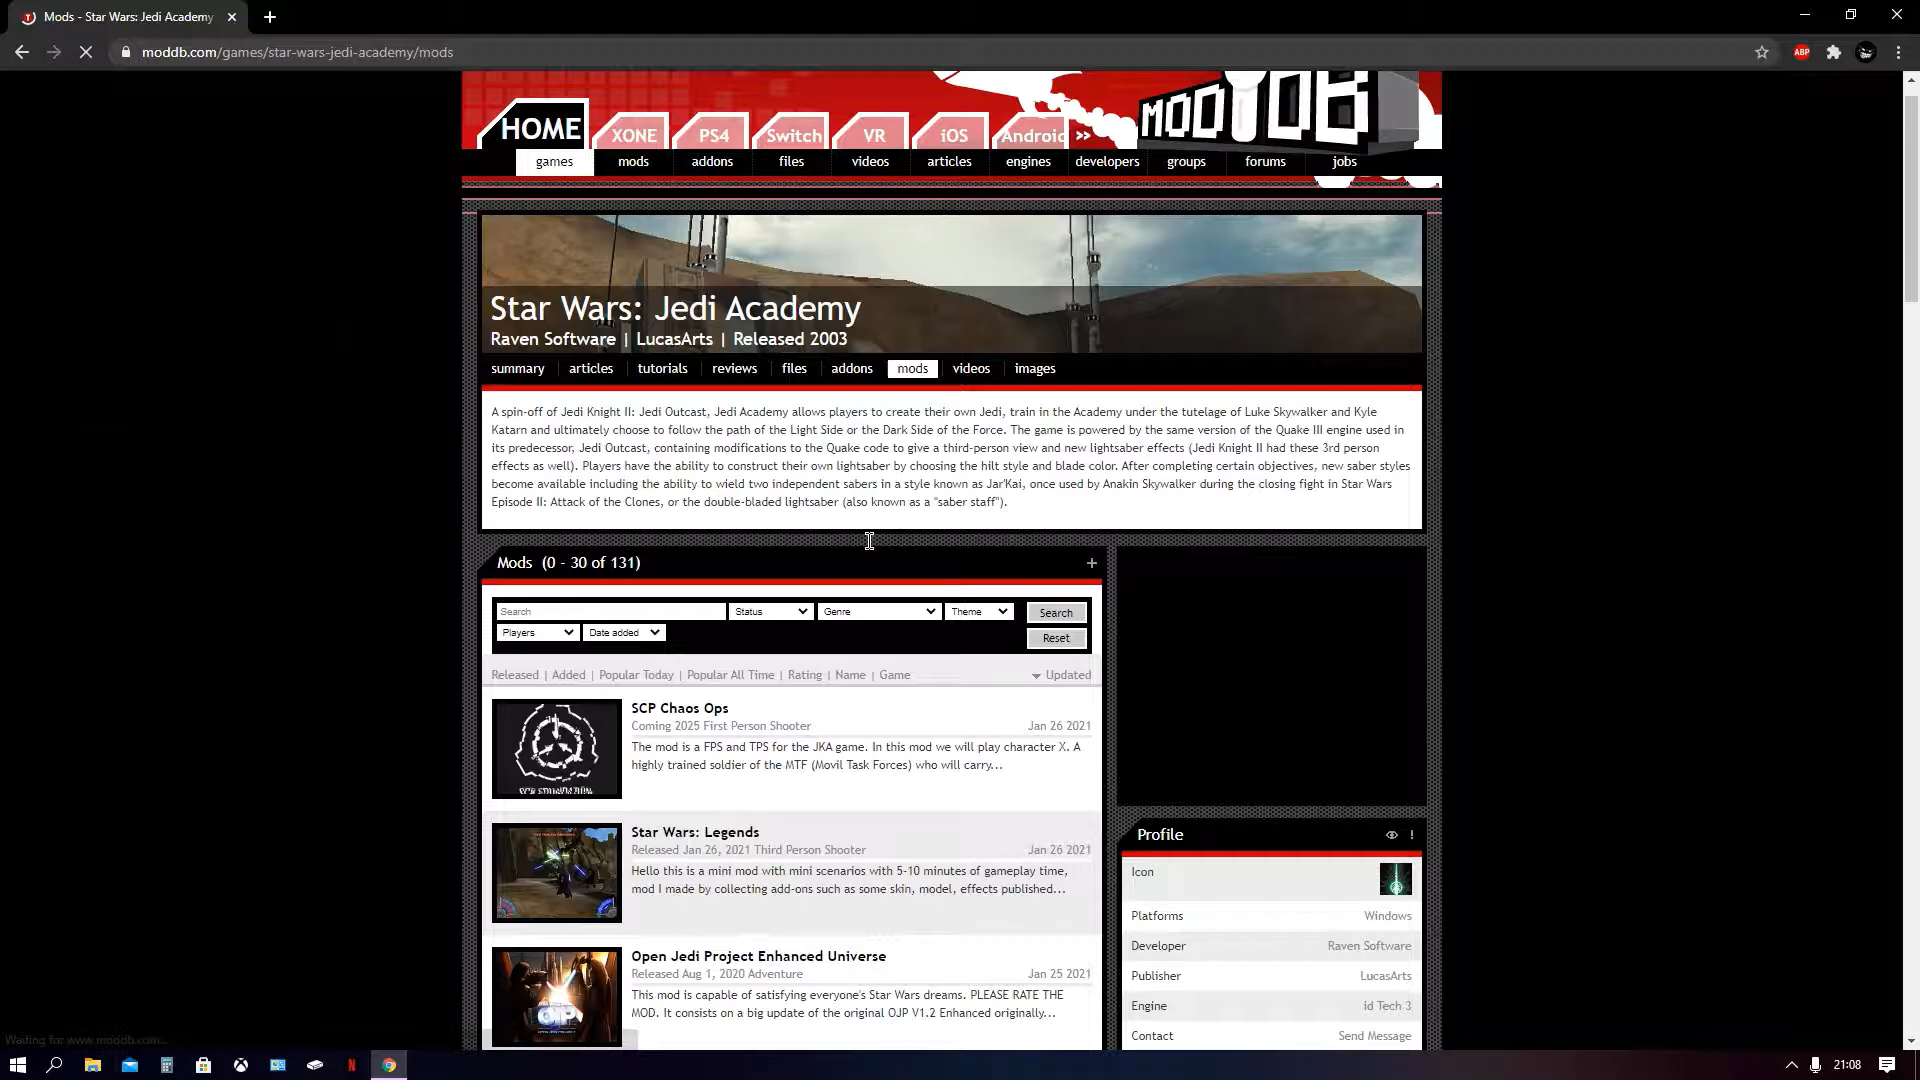 Mods - Star Wars: Jedi Academy
moddb.com/games/star-wars-jedi-academy/mods
ABP
HOME XONE PS4 Switch VR iOS Android >>
MODDB
games mods addons files videos articles engines developers groups forums jobs
Star Wars: Jedi Academy
Raven Software | LucasArts | Released 2003
summary articles tutorials reviews files addons mods videos images
A spin-off of Jedi Knight II: Jedi Outcast, Jedi Academy allows players to create their own Jedi, train in the Academy under the tutelage of Luke Skywalker and Kyle
Katarn and ultimately choose to follow the path of the Light Side or the Dark Side of the Force. The game is powered by the same version of the Quake III engine used in
its predecessor, Jedi Outcast, containing modifications to the Quake code to give a third-person view and new lightsaber effects (Jedi Knight II had these 3rd person
effects as well). Players have the ability to construct their own lightsaber by choosing the hilt style and blade color. After completing certain objectives, new saber styles
become available including the ability to wield two independent sabers in a style known as Jar'Kai, once used by Anakin Skywalker during the closing fight in Star Wars
Episode II: Attack of the Clones, or the double-bladed lightsaber (also known as a "saber staff").
Mods (0 - 30 of 131) +
Search Status Genre Theme Search
Players Date added Reset
Released | Added | Popular Today | Popular All Time | Rating | Name | Game Updated
SCP Chaos Ops
Coming 2025 First Person Shooter Jan 26 2021
The mod is a FPS and TPS for the JKA game. In this mod we will play character X. A
highly trained soldier of the MTF (Movil Task Forces) who will carry...
SCP FOUNDATION
Star Wars: Legends
Released Jan 26, 2021 Third Person Shooter Jan 26 2021
Hello this is a mini mod with mini scenarios with 5-10 minutes of gameplay time,
mod I made by collecting add-ons such as some skin, model, effects published...
Open Jedi Project Enhanced Universe
Released Aug 1, 2020 Adventure Jan 25 2021
This mod is capable of satisfying everyone's Star Wars dreams. PLEASE RATE THE
MOD. It consists on a big update of the original OJP V1.2 Enhanced originally...
OJP
Profile !
Icon
Platforms Windows
Developer Raven Software
Publisher LucasArts
Engine id Tech 3
Contact Send Message
Waiting for www.moddb.com...
N
21:08